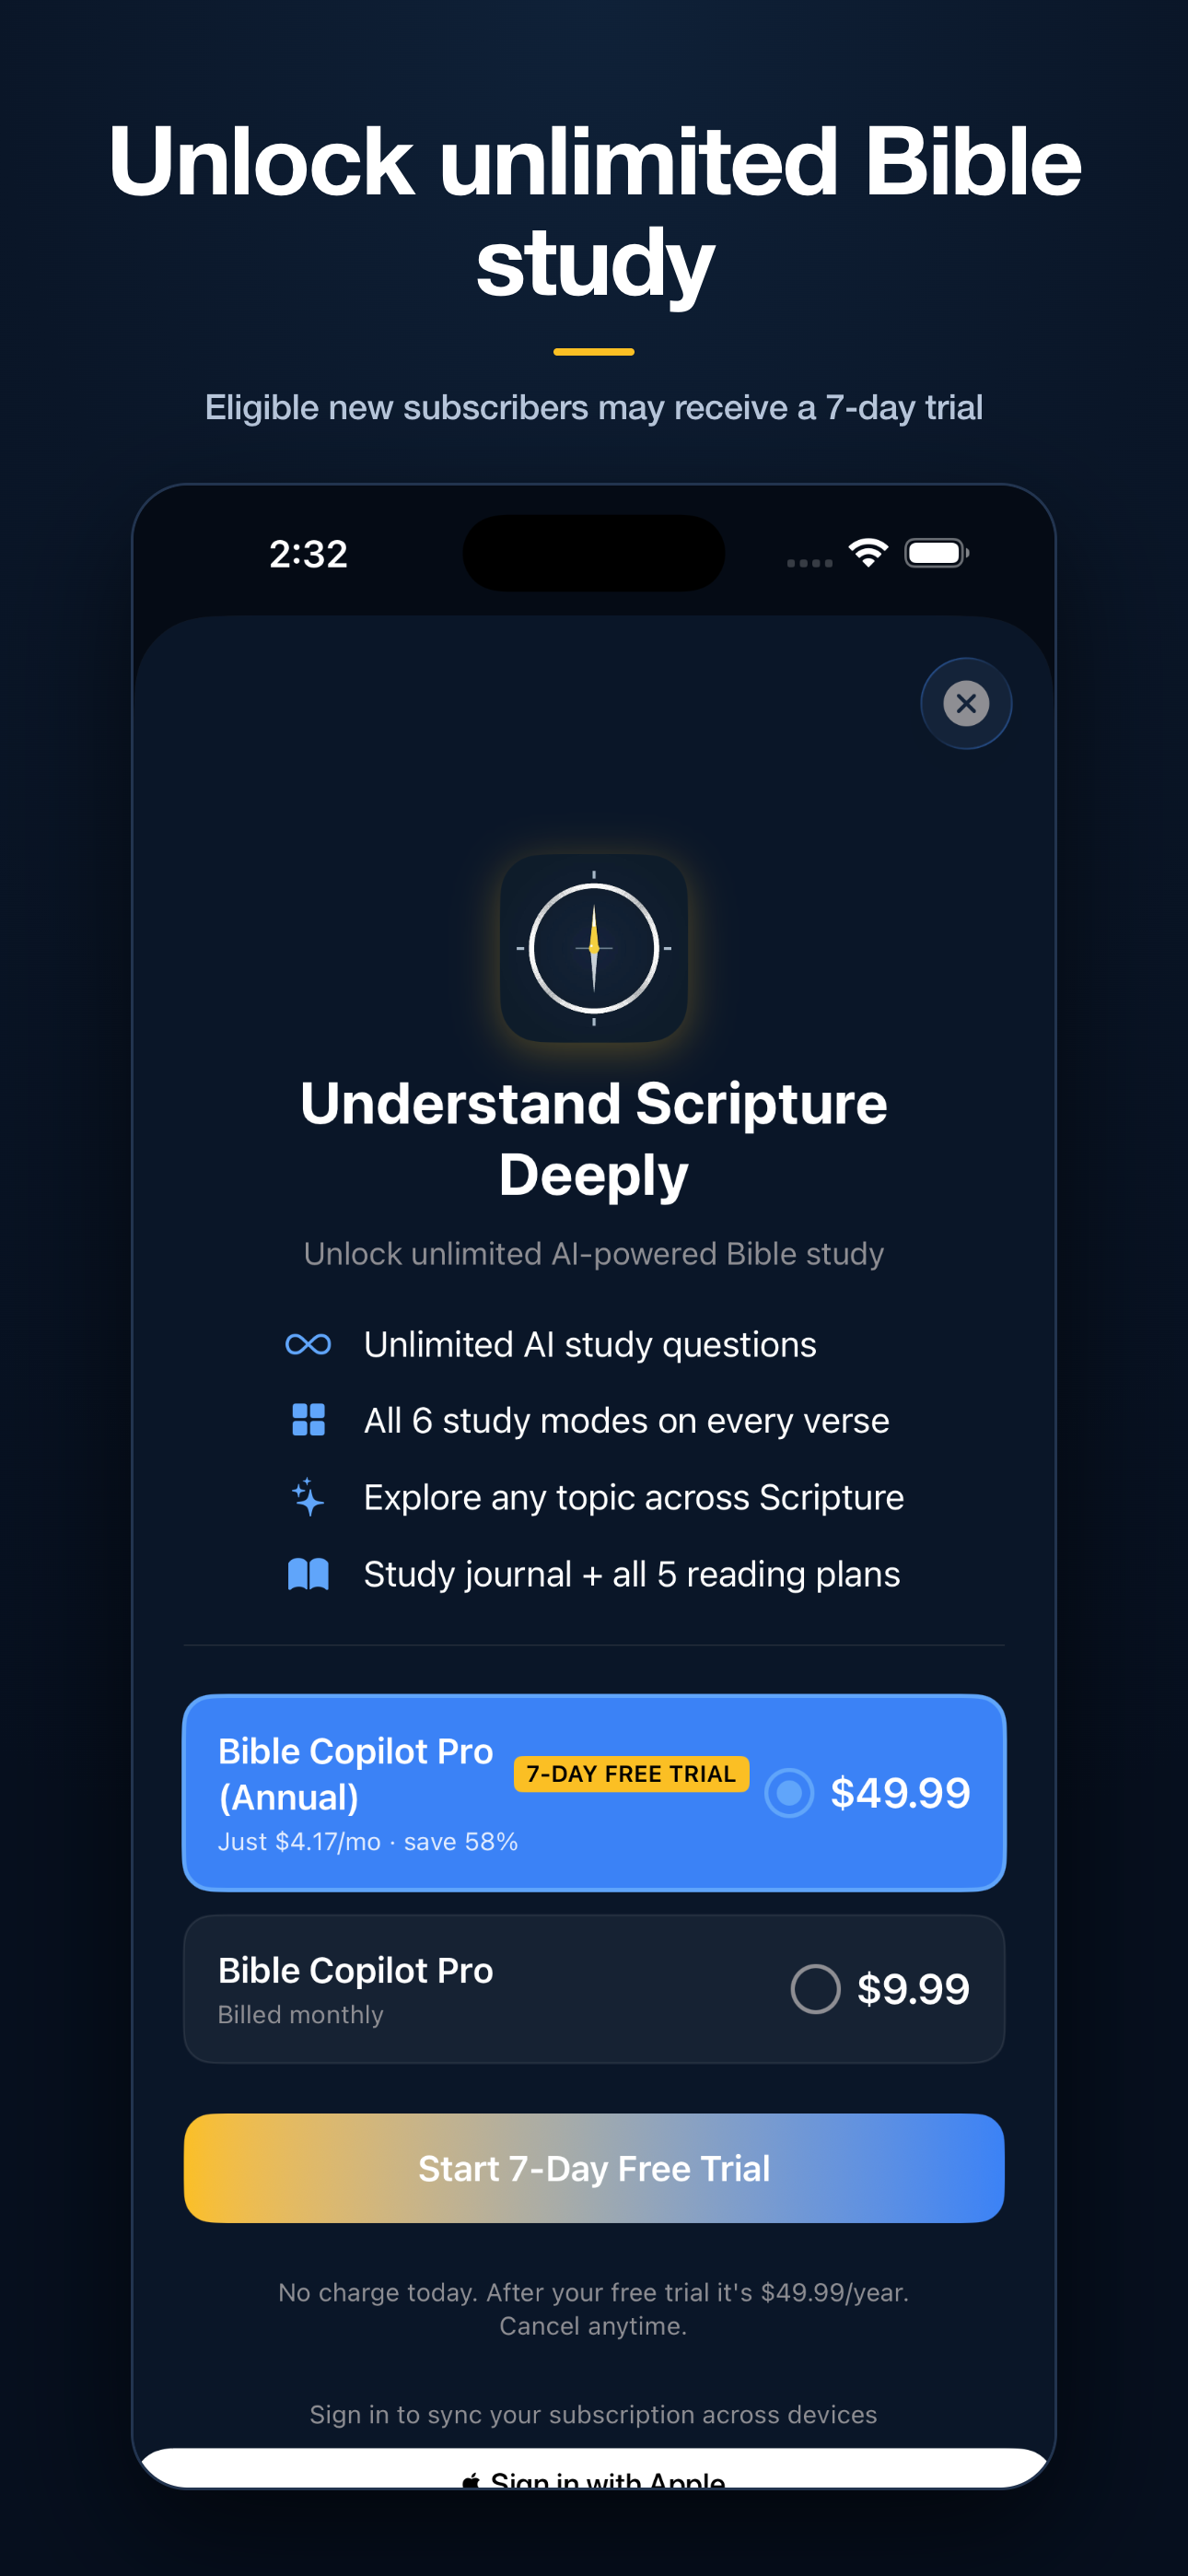 Unlock unlimited Bible
study
Eligible new subscribers may receive a 7-day trial
2:32
Understand Scripture
Deeply
Unlock unlimited AI-powered Bible study
Unlimited AI study questions
All 6 study modes on every verse
Explore any topic across Scripture
Study journal + all 5 reading plans
Bible Copilot Pro
(Annual)
7-DAY FREE TRIAL
$49.99
Just $4.17/mo · save 58%
Bible Copilot Pro
Billed monthly
$9.99
Start 7-Day Free Trial
No charge today. After your free trial it's $49.99/year.
Cancel anytime.
Sign in to sync your subscription across devices
Sign in with Apple